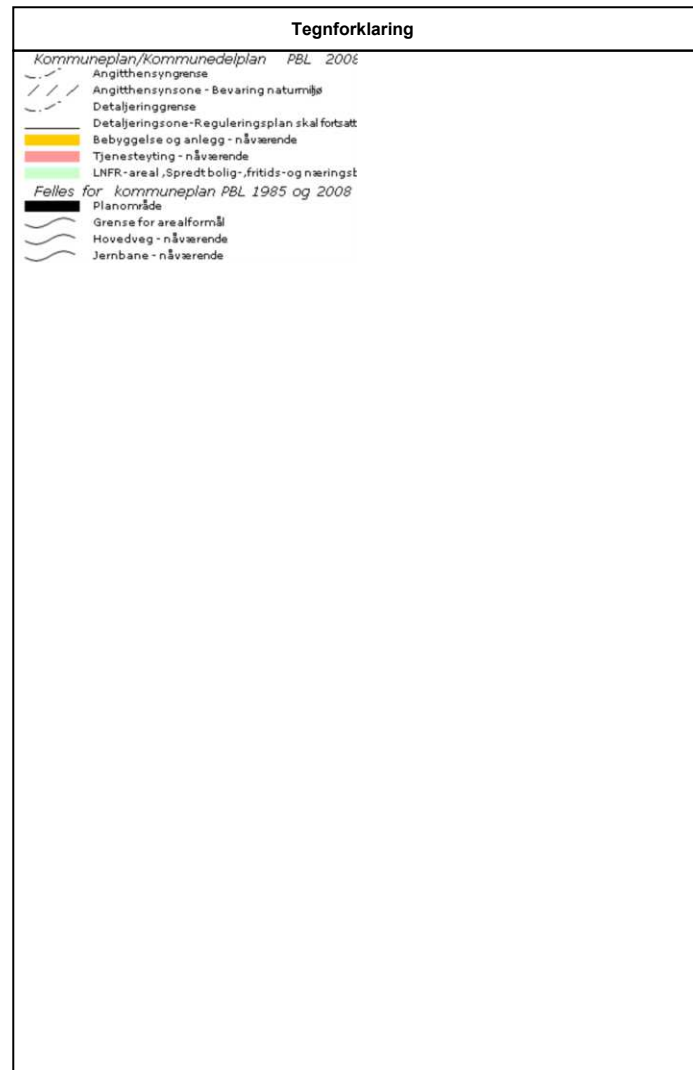 Tegnforklaring
Kommuneplan/Kommunedelplan PBL 2008
Angitthensyngrense
Angitthensynsone - Bevaring naturmiljø
Detaljeringgrense
Detaljeringsone-Reguleringsplan skal fortsatt
Bebyggelse og anlegg - nåværende
Tjenesteyting - nåværende
LNFR-areal ,Spredt bolig-,fritids-og næringsb
Felles for kommuneplan PBL 1985 og 2008
Planområde
Grense for arealformål
Hovedveg - nåværende
Jernbane - nåværende